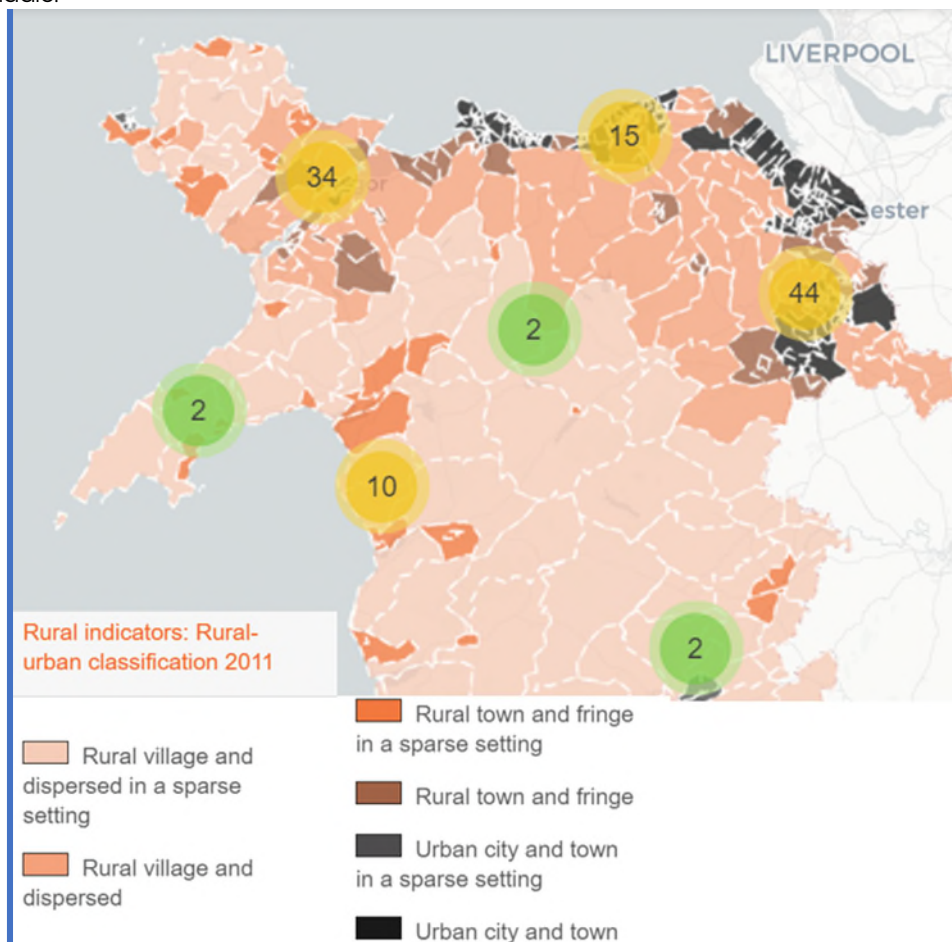 LIVERPOOL
15
34
ester
44
2
2
10
2
Rural indicators: Rural-
urban classification 2011
Rural village and
dispersed in a sparse
setting
Rural village and
dispersed
Rural town and fringe
in a sparse setting
Rural town and fringe
Urban city and town
in a sparse setting
Urban city and town